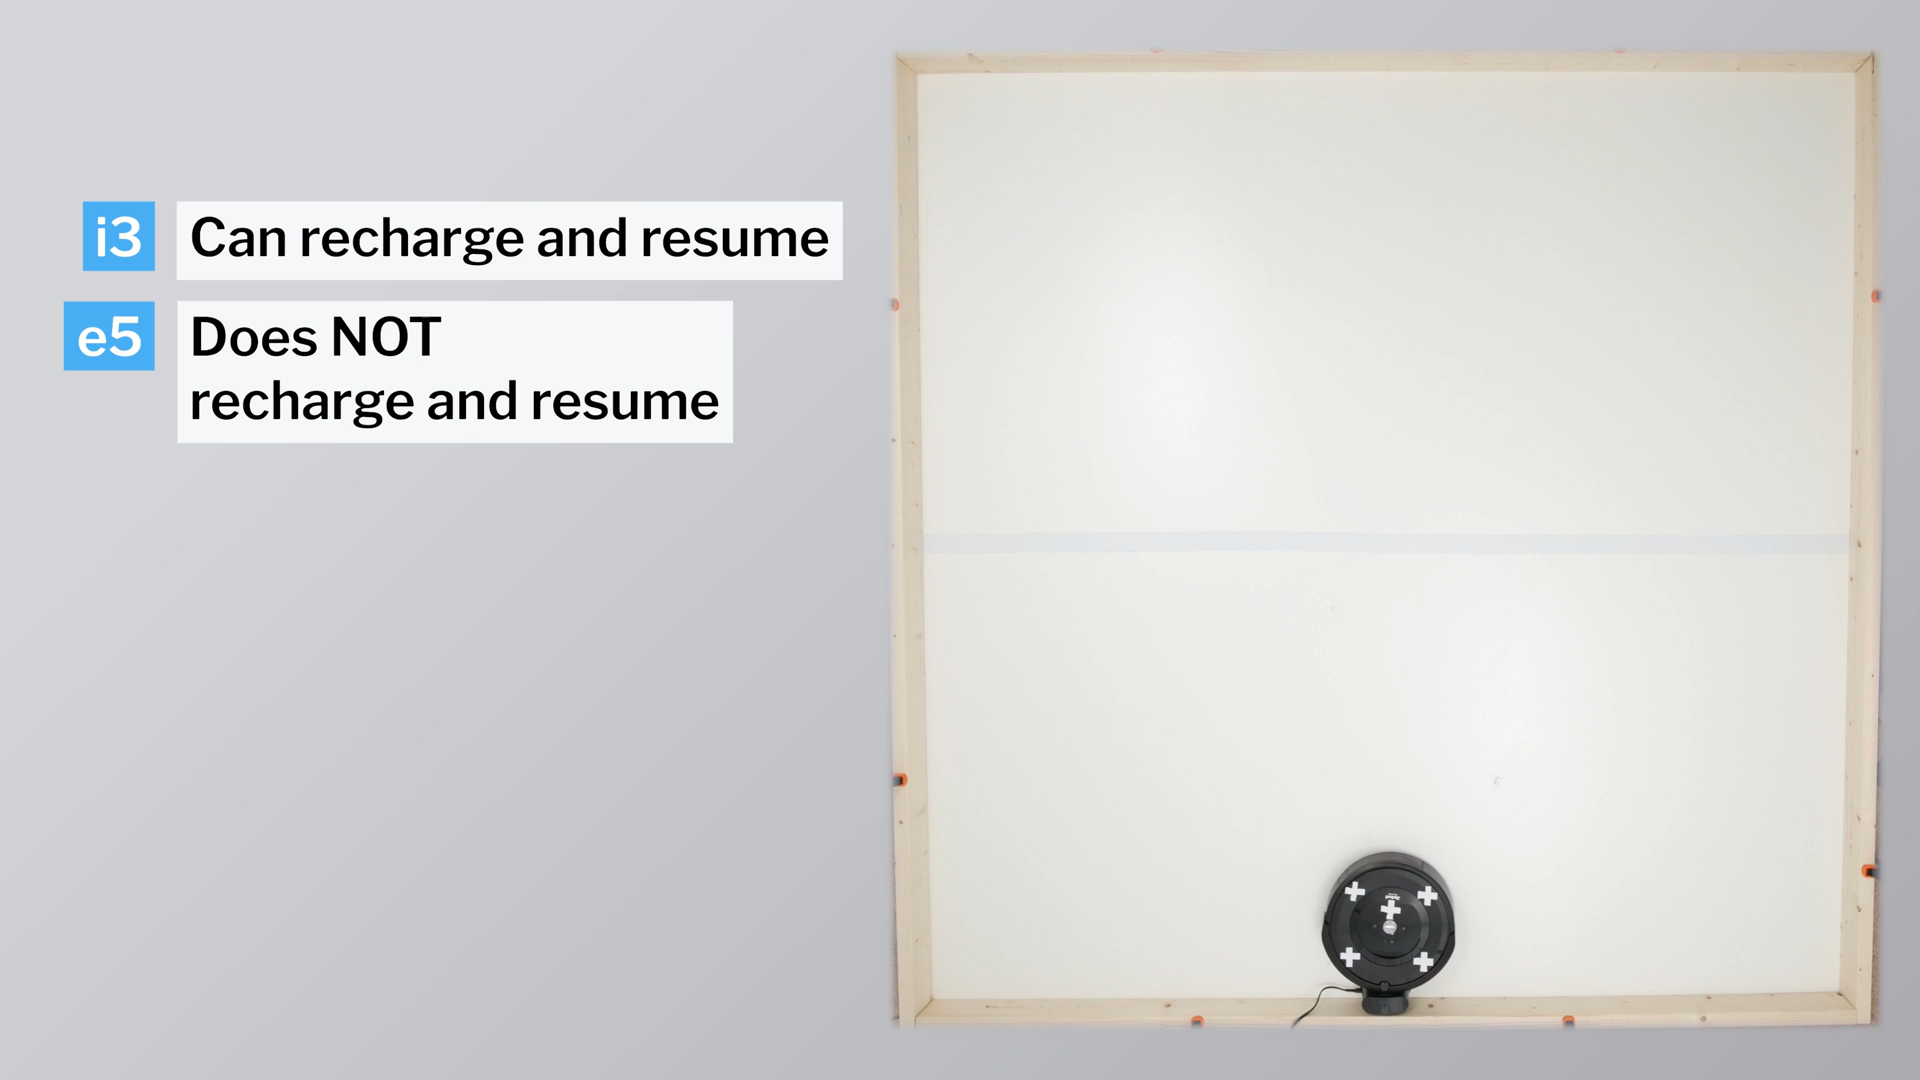 i3 Can recharge and resume
e5 Does NOT
recharge and resume